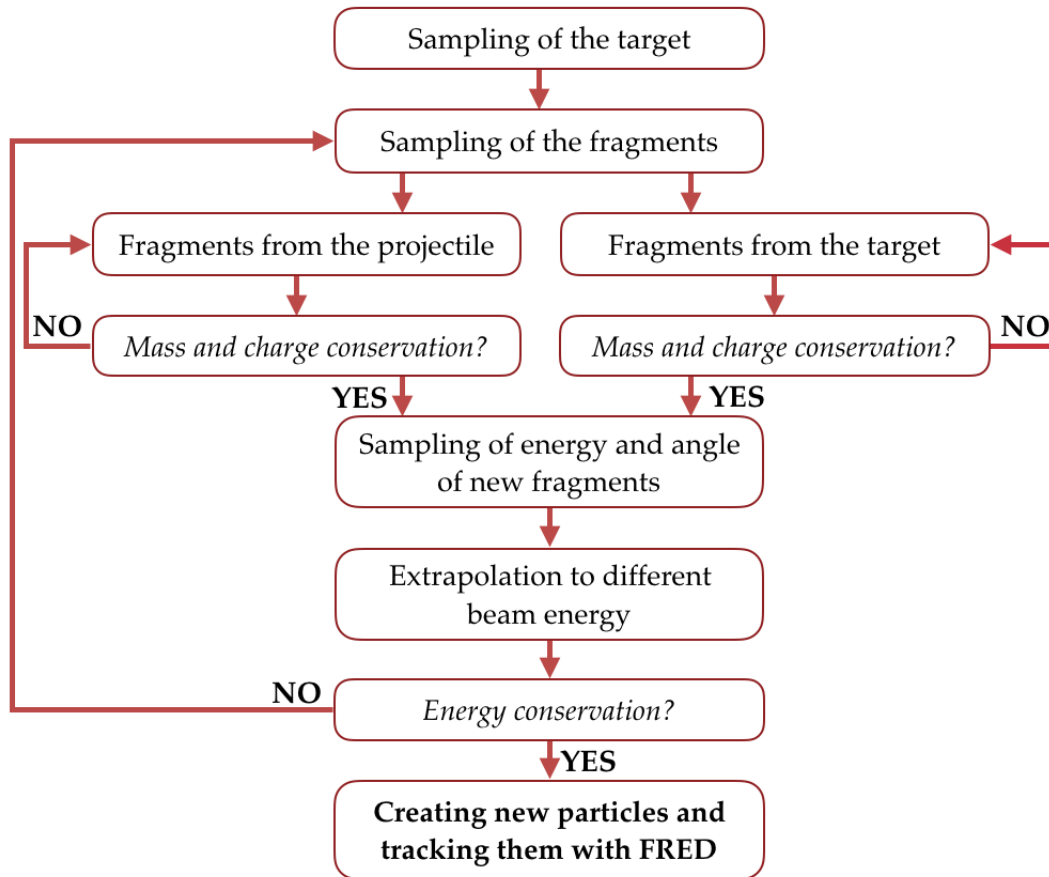 Sampling of the target
Sampling of the fragments
Fragments from the projectile
Fragments from the target
NO
Mass and charge conservation?
Mass and charge conservation?
NO
YES
YES
Sampling of energy and angle
of new fragments
Extrapolation to different
beam energy
NO
Energy conservation?
YES
Creating new particles and
tracking them with FRED